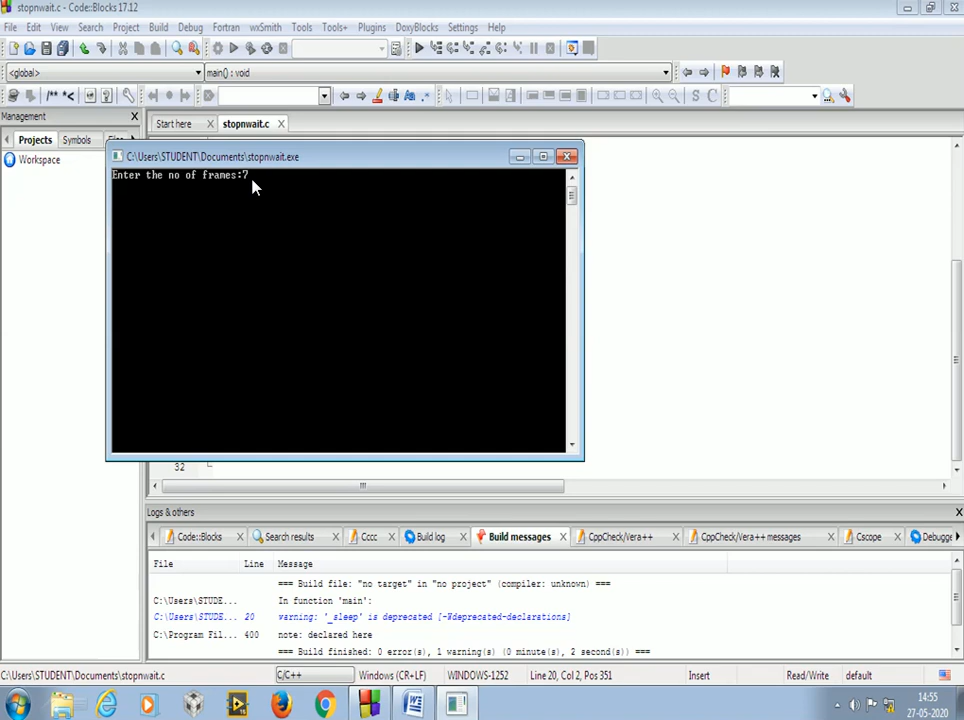 stopnwait.c - Code::Blocks 17.12
File Edit View Search Project Build Debug Fortran wxSmith Tools Tools+ Plugins DoxyBlocks Settings Help
<global> main() : void
/** *<
S C
Management
Start here stopnwait.c
Projects Symbols
Workspace
C:\Users\STUDENT\Documents\stopnwait.exe
Enter the no of frames:7
32
Logs & others
Code::Blocks Search results Cccc Build log Build messages CppCheck/Vera++ CppCheck/Vera++ messages Cscope Debugge
File Line Message
=== Build file: "no target" in "no project" (compiler: unknown) ===
C:\Users\STUDE... In function 'main':
C:\Users\STUDE... 20 warning: '_sleep' is deprecated [-Wdeprecated-declarations]
C:\Program Fil... 400 note: declared here
=== Build finished: 0 error(s), 1 warning(s) (0 minute(s), 2 second(s)) ===
C:\Users\STUDENT\Documents\stopnwait.c C/C++ Windows (CR+LF) WINDOWS-1252 Line 20, Col 2, Pos 351 Insert Read/Write default
14:55
27-05-2020